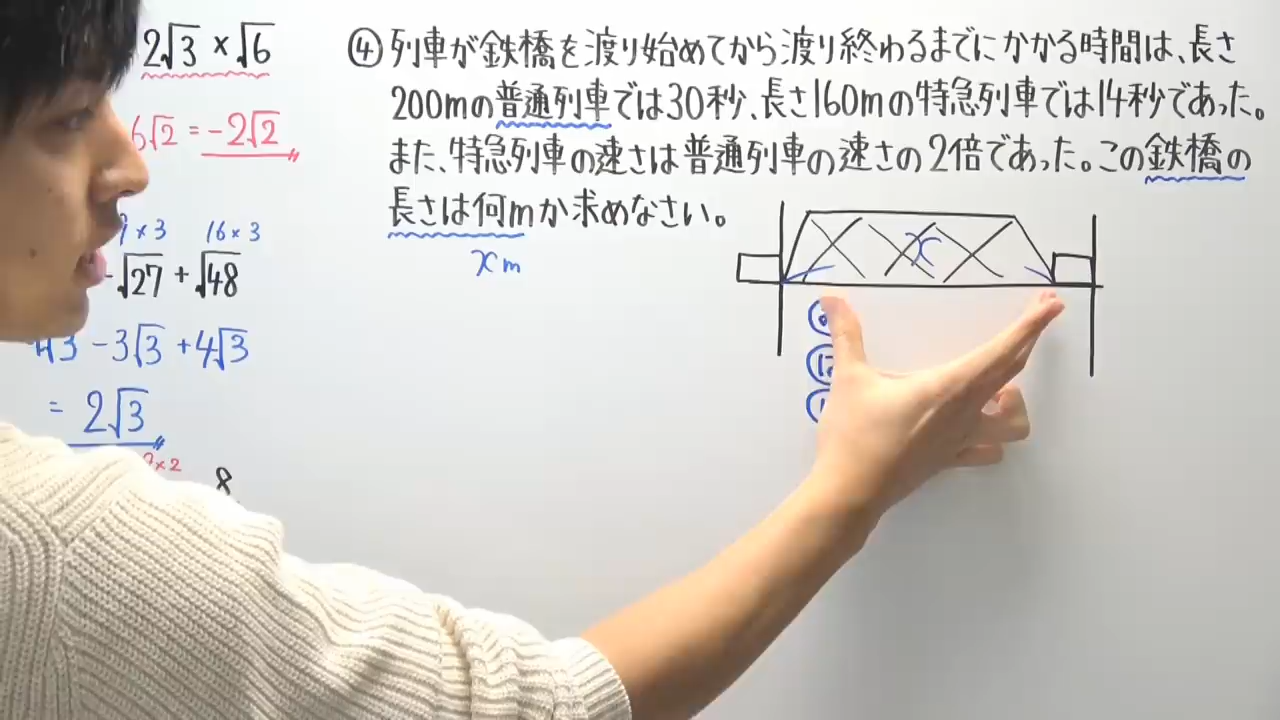 2√3 × √6
6√2 = -2√2
× 3 16 × 3
-√27 + √48
√3 - 3√3 + 4√3
= 2√3
× 2
8
④ 列車が鉄橋を渡り始めてから渡り終わるまでにかかる時間は、長さ
200mの普通列車では30秒、長さ160mの特急列車では14秒であった。
また、特急列車の速さは普通列車の速さの2倍であった。この鉄橋の
長さは何mか求めなさい。
xm
x